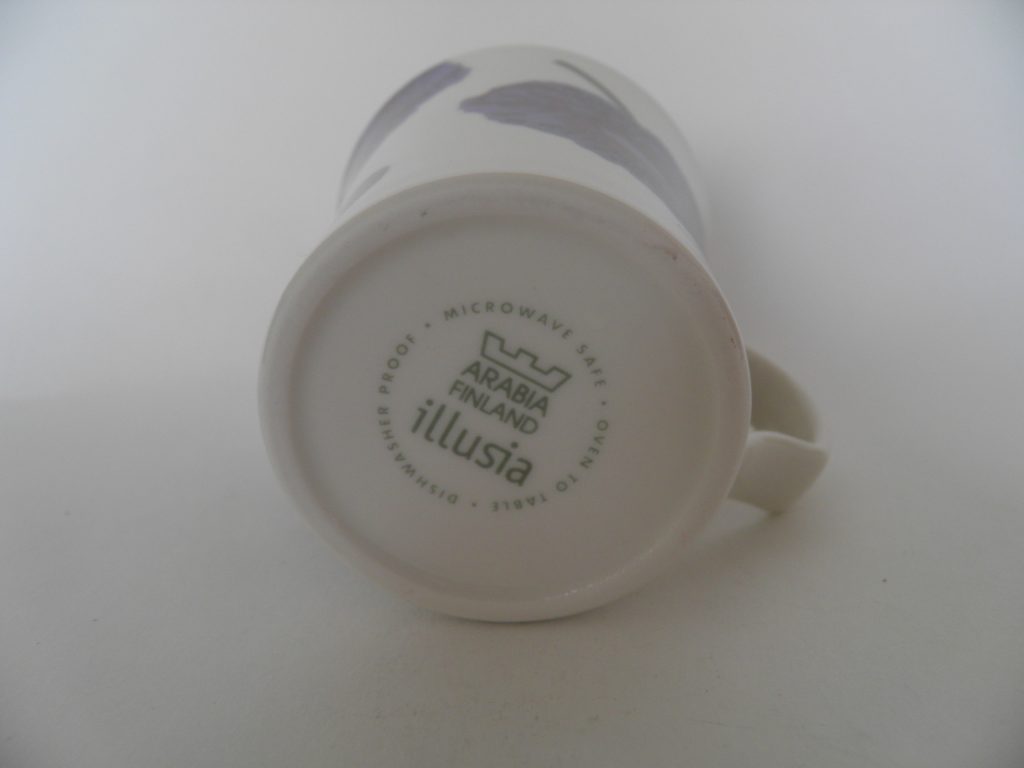 MICROWAVE SAFE • OVEN TO TABLE • DISHWASHER PROOF •
ARABIA
FINLAND
illusia